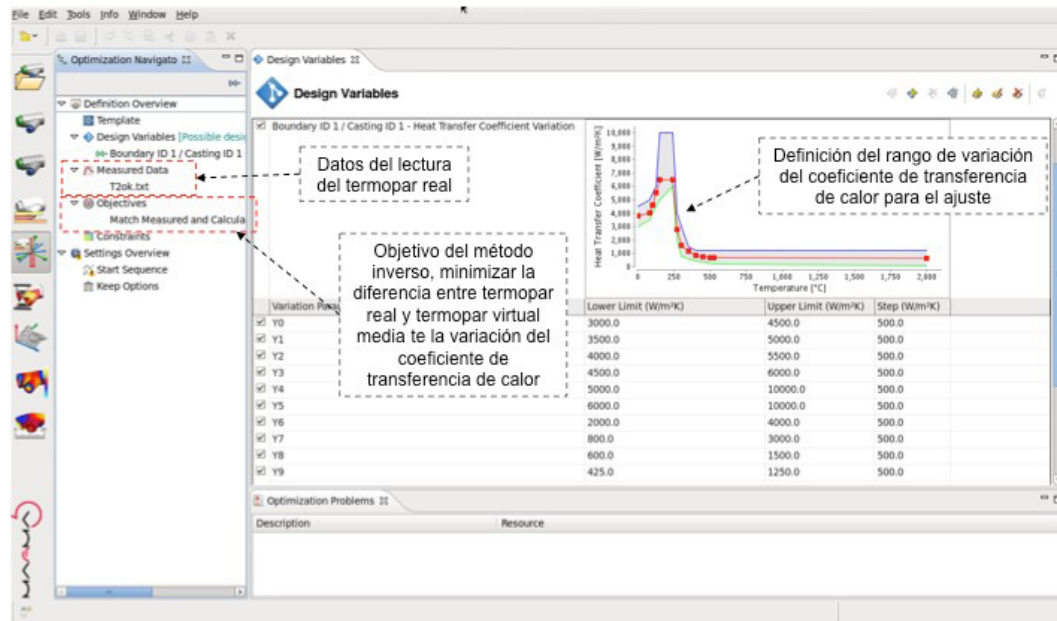 File Edit Tools Info Window Help
Optimization Navigato
Definition Overview
Template
Design Variables [Possible desig
Boundary ID 1 / Casting ID 1
Measured Data
T2ok.txt
Objectives
Match Measured and Calcula
Constraints
Settings Overview
Start Sequence
Keep Options
Design Variables
Design Variables
Boundary ID 1 / Casting ID 1 - Heat Transfer Coefficient Variation
Heat Transfer Coefficient [W/m²K]
10,000
9,000
8,000
7,000
6,000
5,000
4,000
3,000
2,000
1,000
0
0 250 500 750 1,000 1,250 1,500 1,750 2,000
Temperature [°C]
Datos del lectura
del termopar real
Objetivo del método
inverso, minimizar la
diferencia entre termopar
real y termopar virtual
media te la variación del
coeficiente de
transferencia de calor
Definición del rango de variación
del coeficiente de transferencia
de calor para el ajuste
Variation Para Lower Limit (W/m²K) Upper Limit (W/m²K) Step (W/m²K)
Y0 3000.0 4500.0 500.0
Y1 3500.0 5000.0 500.0
Y2 4000.0 5500.0 500.0
Y3 4500.0 6000.0 500.0
Y4 5000.0 10000.0 500.0
Y5 6000.0 10000.0 500.0
Y6 2000.0 4000.0 500.0
Y7 800.0 3000.0 500.0
Y8 600.0 1500.0 500.0
Y9 425.0 1250.0 500.0
Optimization Problems
Description Resource